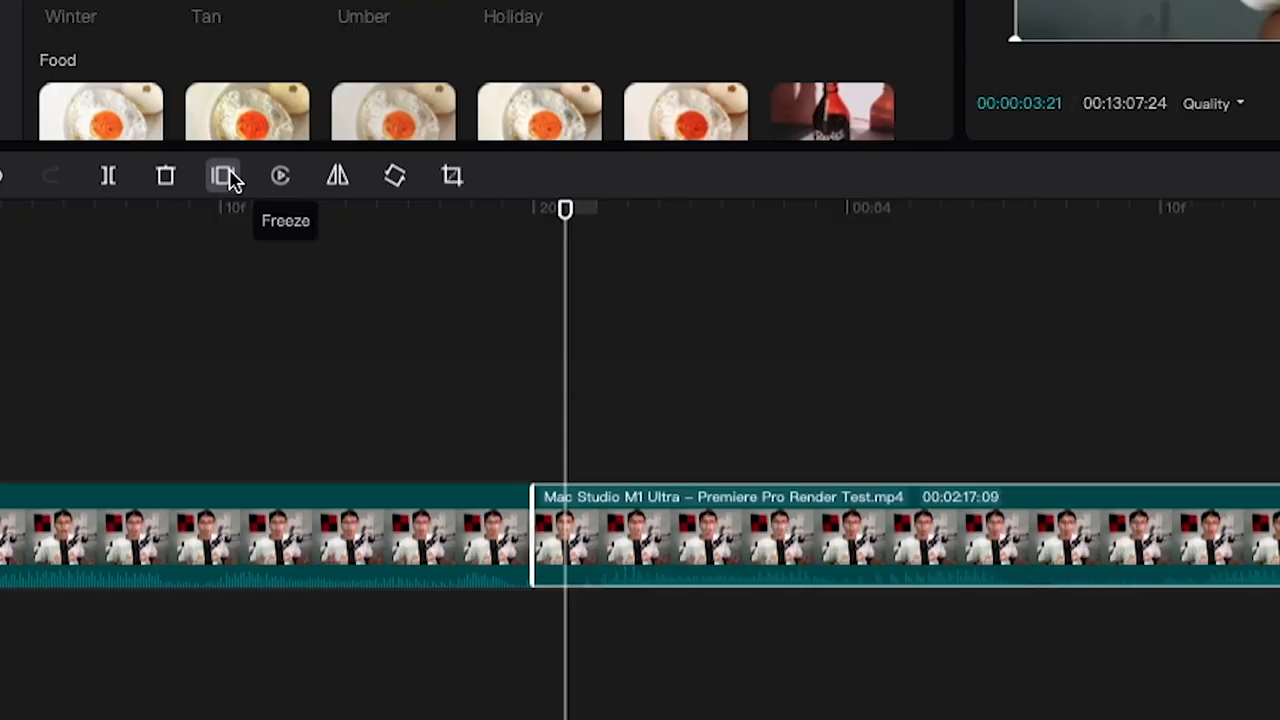 Winter Tan Umber Holiday
Food
00:00:03:21 00:13:07:24 Quality
10f 20 00:04 10f
Freeze
Mac Studio M1 Ultra – Premiere Pro Render Test.mp4 00:02:17:09